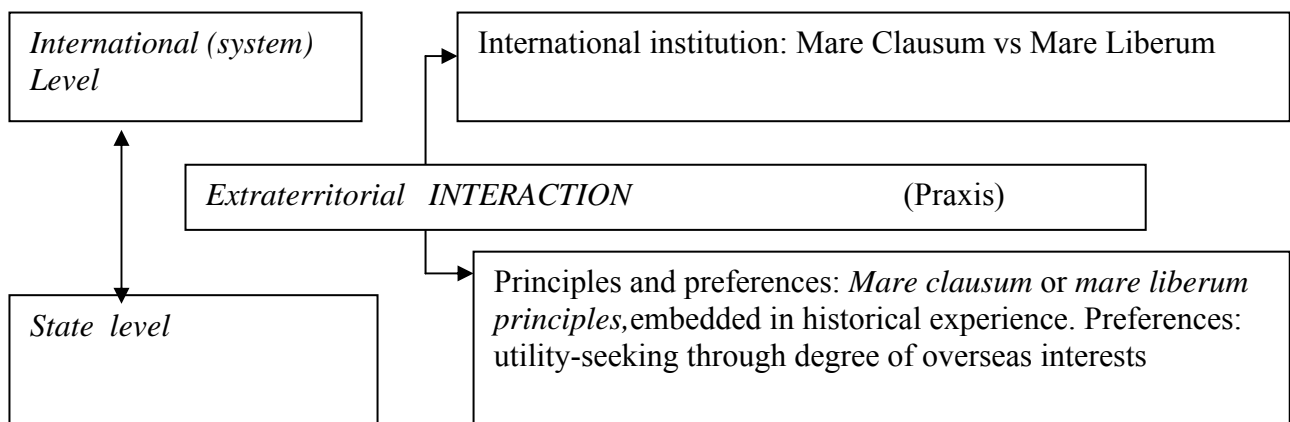 International (system)
Level
International institution: Mare Clausum vs Mare Liberum
Extraterritorial INTERACTION (Praxis)
State level
Principles and preferences: Mare clausum or mare liberum
principles,embedded in historical experience. Preferences:
utility-seeking through degree of overseas interests